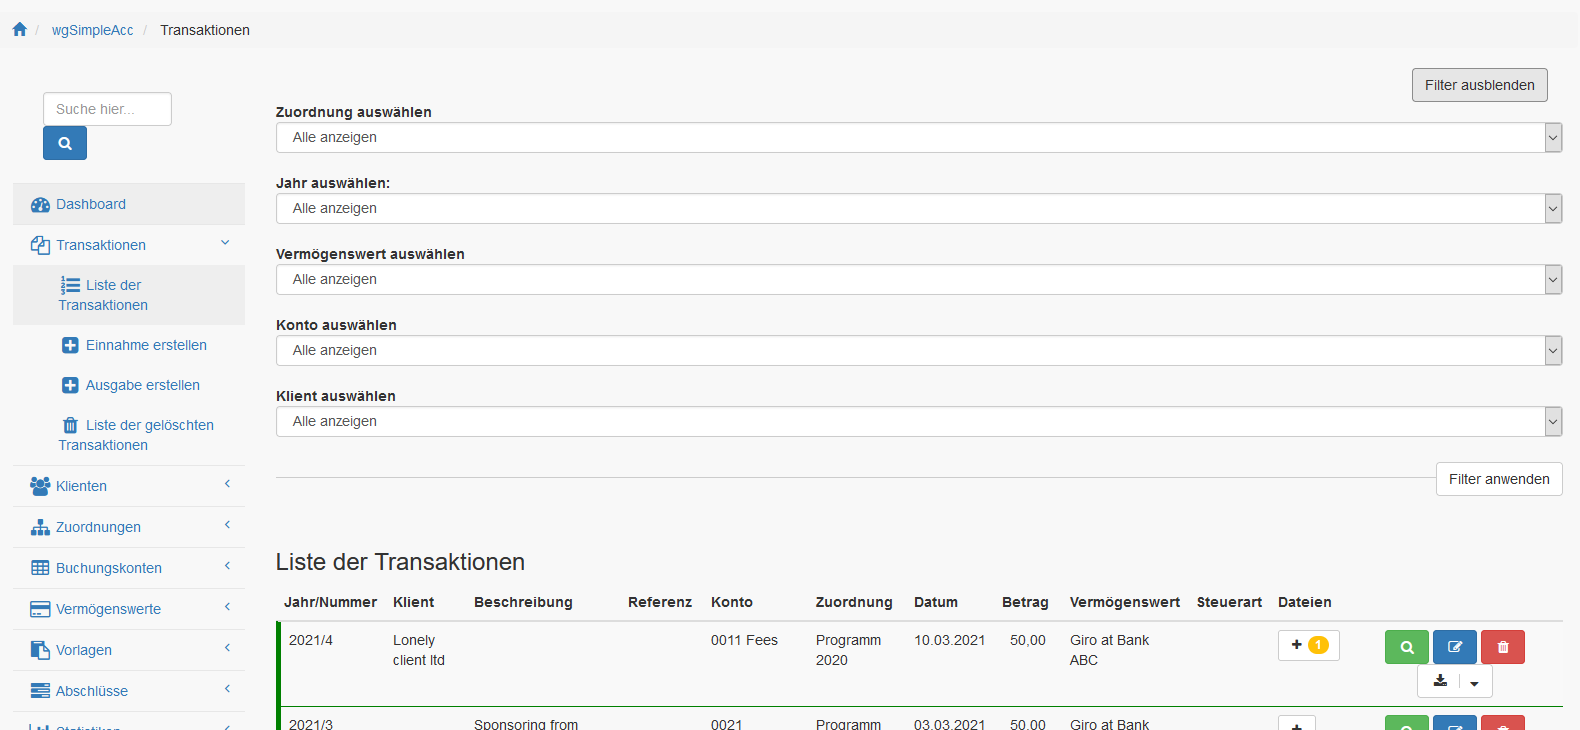 / wgSimpleAcc / Transaktionen
Filter ausblenden
Suche hier...
Dashboard
Transaktionen
Liste der
Transaktionen
Einnahme erstellen
Ausgabe erstellen
Liste der gelöschten
Transaktionen
Klienten
Zuordnungen
Buchungskonten
Vermögenswerte
Vorlagen
Abschlüsse
Statistiken
Zuordnung auswählen
Alle anzeigen
Jahr auswählen:
Alle anzeigen
Vermögenswert auswählen
Alle anzeigen
Konto auswählen
Alle anzeigen
Klient auswählen
Alle anzeigen
Filter anwenden
Liste der Transaktionen
Jahr/Nummer Klient Beschreibung Referenz Konto Zuordnung Datum Betrag Vermögenswert Steuerart Dateien
2021/4 Lonely 0011 Fees Programm 10.03.2021 50,00 Giro at Bank + 1
client ltd 2020 ABC
2021/3 Sponsoring from 0021 Programm 03.03.2021 50,00 Giro at Bank +